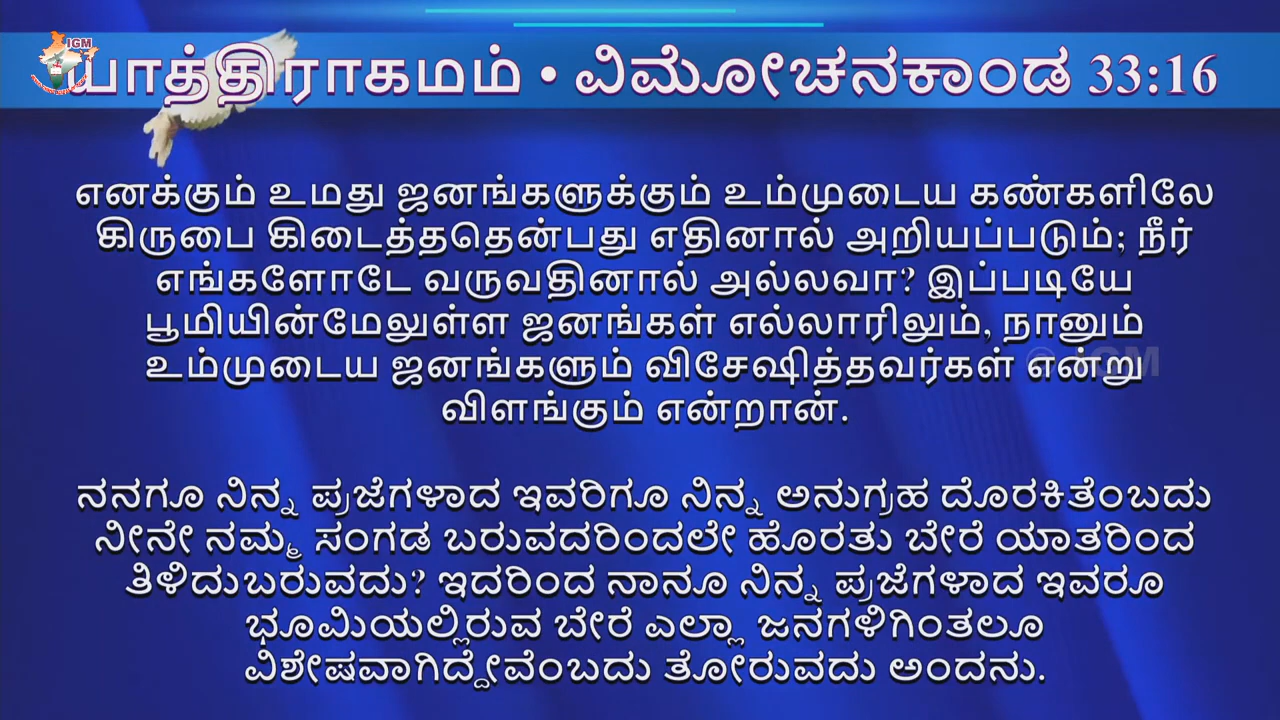 IGM
யாத்திராகமம் • ವಿಮೋಚನಕಾಂಡ 33:16
எனக்கும் உமது ஜனங்களுக்கும் உம்முடைய கண்களிலே
கிருபை கிடைத்ததென்பது எதினால் அறியப்படும்; நீர்
எங்களோடே வருவதினால் அல்லவா? இப்படியே
பூமியின்மேலுள்ள ஜனங்கள் எல்லாரிலும், நானும்
உம்முடைய ஜனங்களும் விசேஷித்தவர்கள் என்று
விளங்கும் என்றான்.
© IGM
ನನಗೂ ನಿನ್ನ ಪ್ರಜೆಗಳಾದ ಇವರಿಗೂ ನಿನ್ನ ಅನುಗ್ರಹ ದೊರಕಿತೆಂಬದು
ನೀನೇ ನಮ್ಮ ಸಂಗಡ ಬರುವದರಿಂದಲೇ ಹೊರತು ಬೇರೆ ಯಾತರಿಂದ
ತಿಳಿದುಬರುವದು? ಇದರಿಂದ ನಾನೂ ನಿನ್ನ ಪ್ರಜೆಗಳಾದ ಇವರೂ
ಭೂಮಿಯಲ್ಲಿರುವ ಬೇರೆ ಎಲ್ಲಾ ಜನಗಳಿಗಿಂತಲೂ
ವಿಶೇಷವಾಗಿದ್ದೇವೆಂಬದು ತೋರುವದು ಅಂದನು.